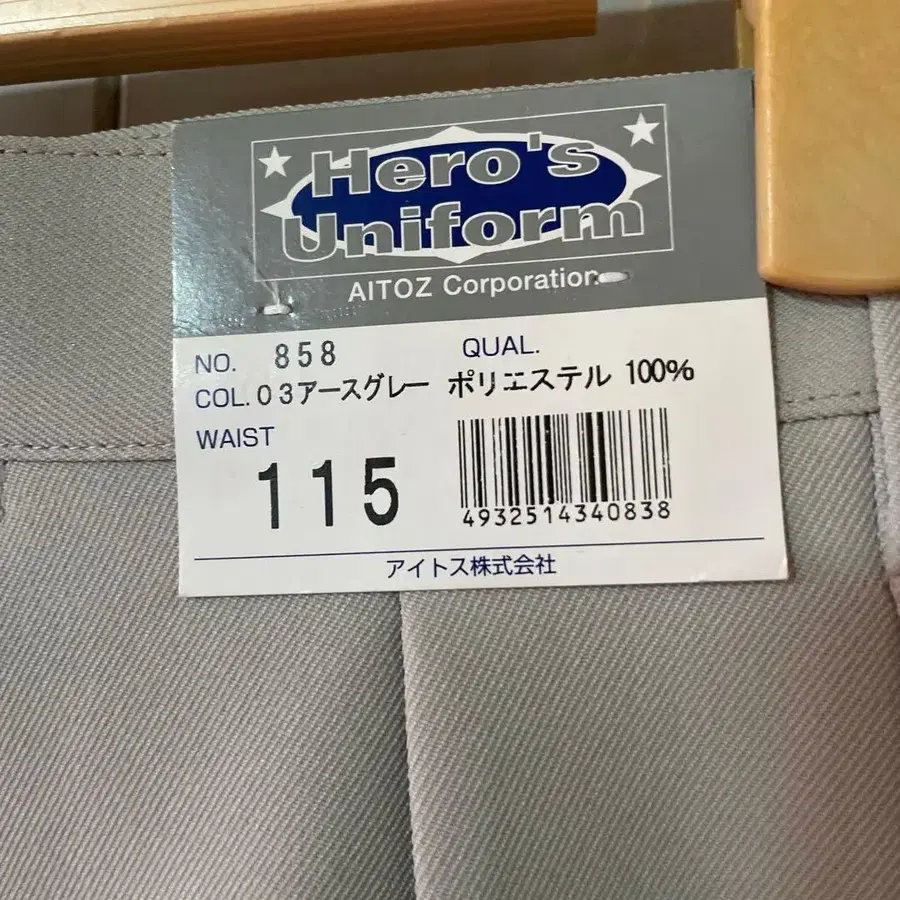 Hero's
Uniform
AITOZ Corporation
NO. 858 QUAL.
COL.03アースグレー ポリエステル 100%
WAIST
115
4932514340838
アイトス株式会社